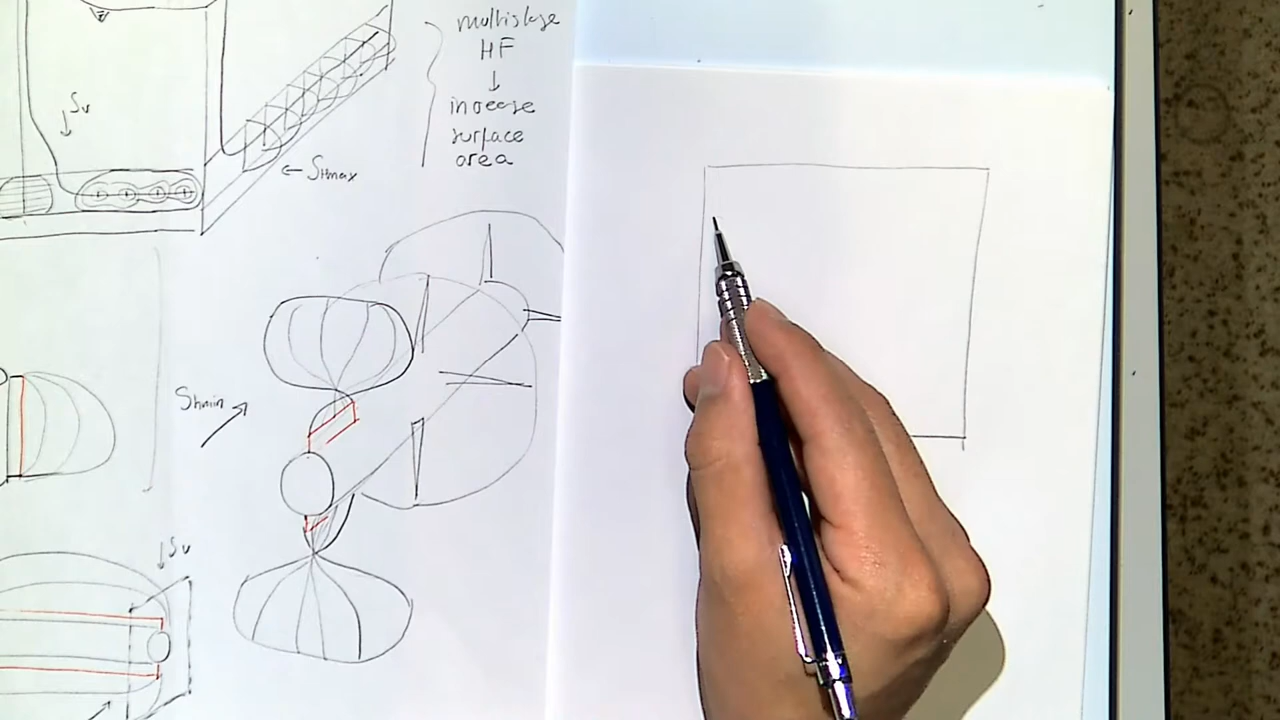 multistage
HF
↓
increase
surface
area
Sv
← SHmax
Shmin
↓Sv